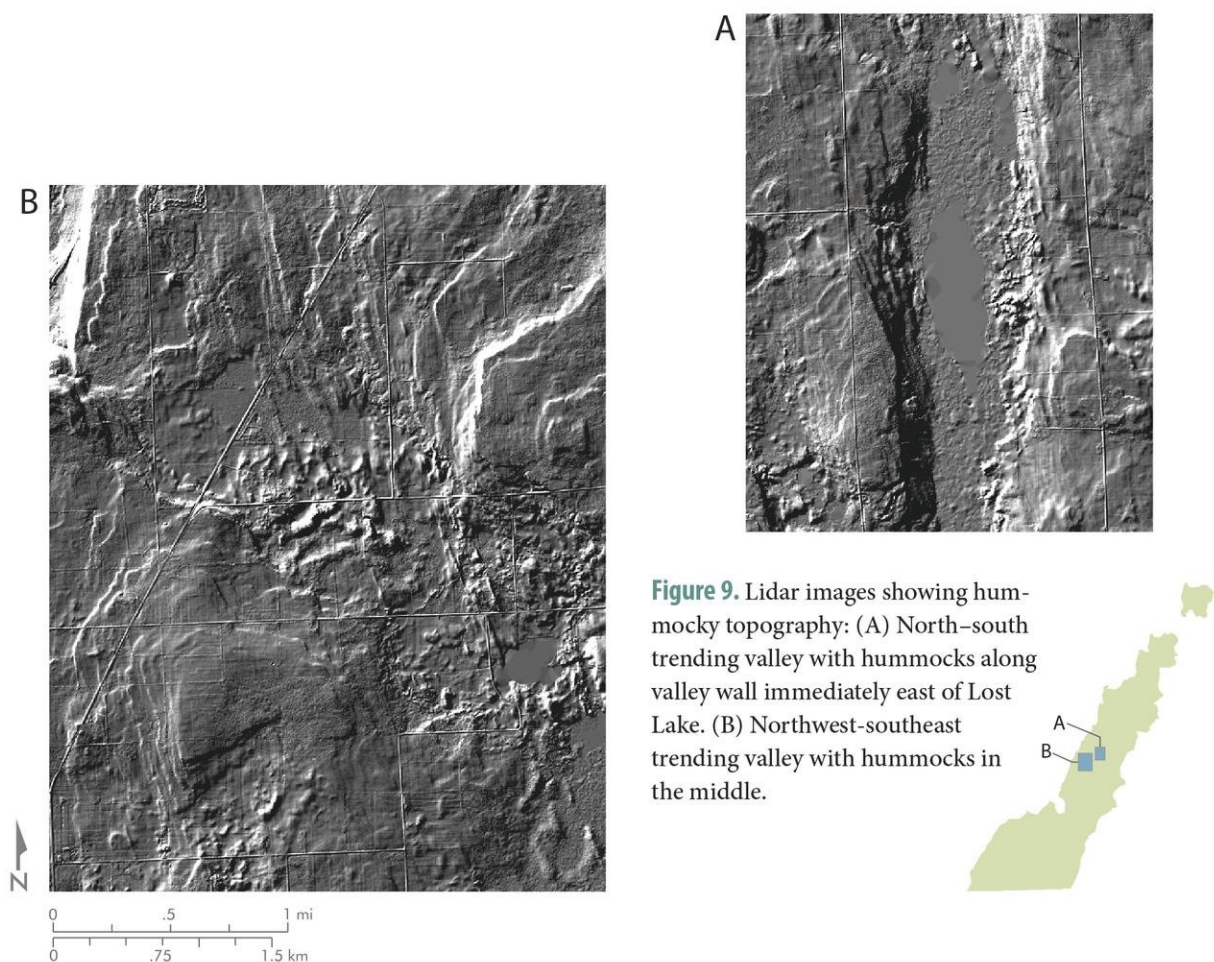 A
B
Figure 9. Lidar images showing hum-
mocky topography: (A) North–south
trending valley with hummocks along
valley wall immediately east of Lost
Lake. (B) Northwest-southeast
trending valley with hummocks in
the middle.
A
B
N
0 .5 1 mi
0 .75 1.5 km